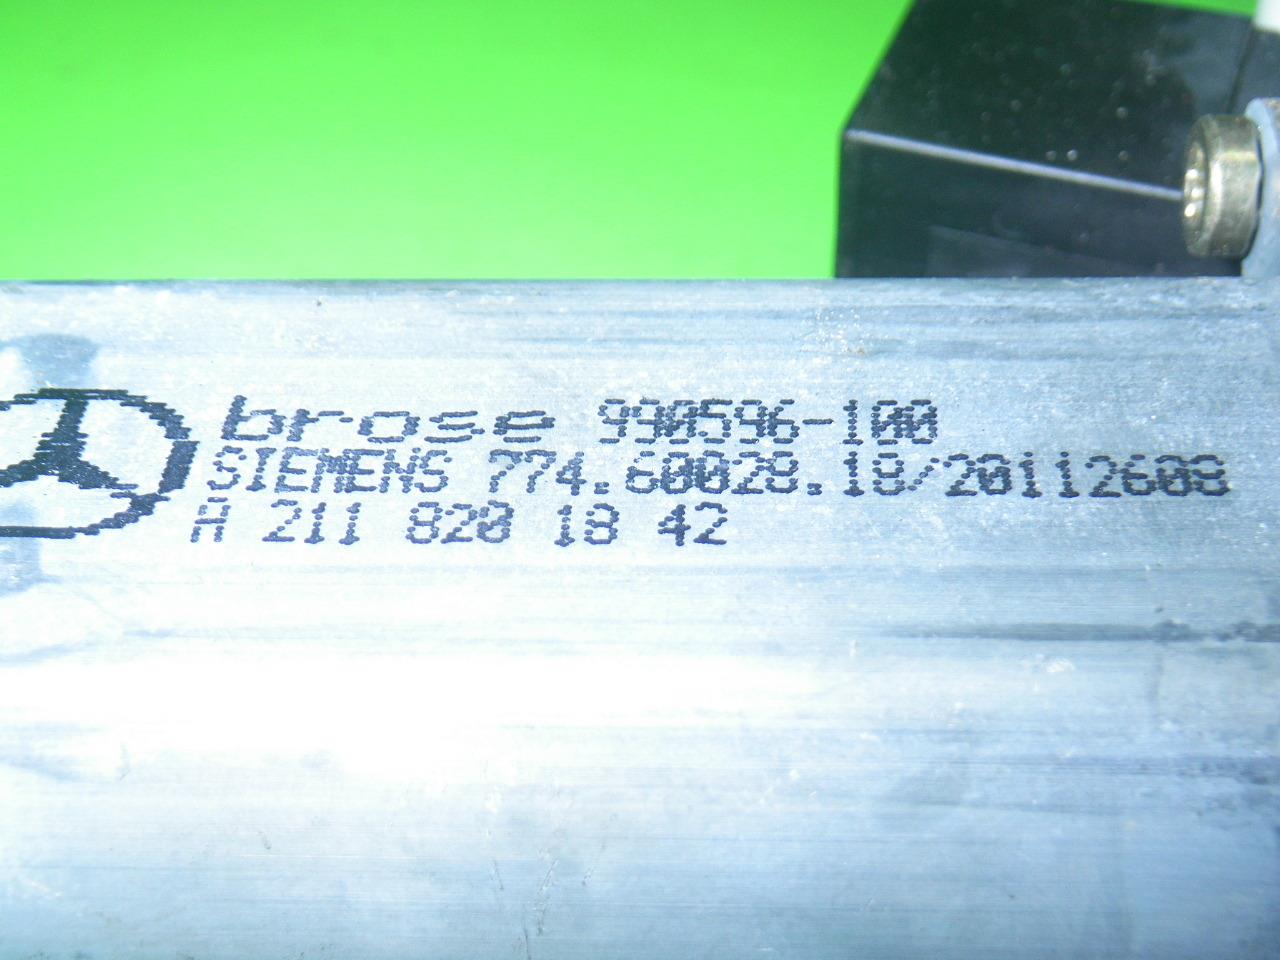 brose 990596-100
SIEMENS 774.60028.18/20112608
A 211 820 18 42